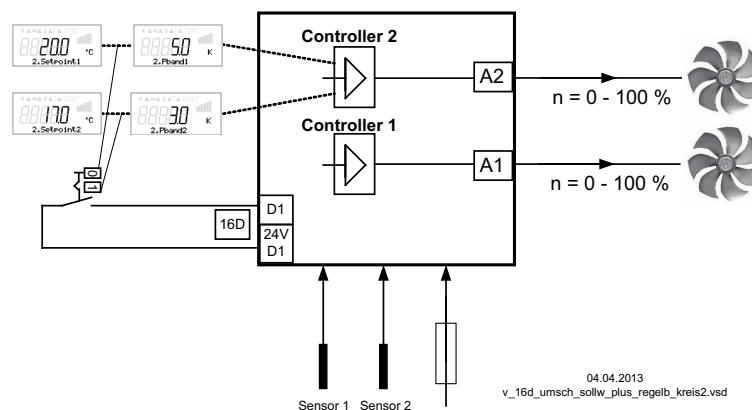 Controller 2
20.0 °C
2.Setpoint1
5.0 K
2.Pband1
17.0 °C
2.Setpoint2
3.0 K
2.Pband2
A2
n = 0 - 100 %
Controller 1
A1
n = 0 - 100 %
0
1
16D
D1
24V
D1
Sensor 1 Sensor 2
04.04.2013
v_16d_umsch_sollw_plus_regelb_kreis2.vsd